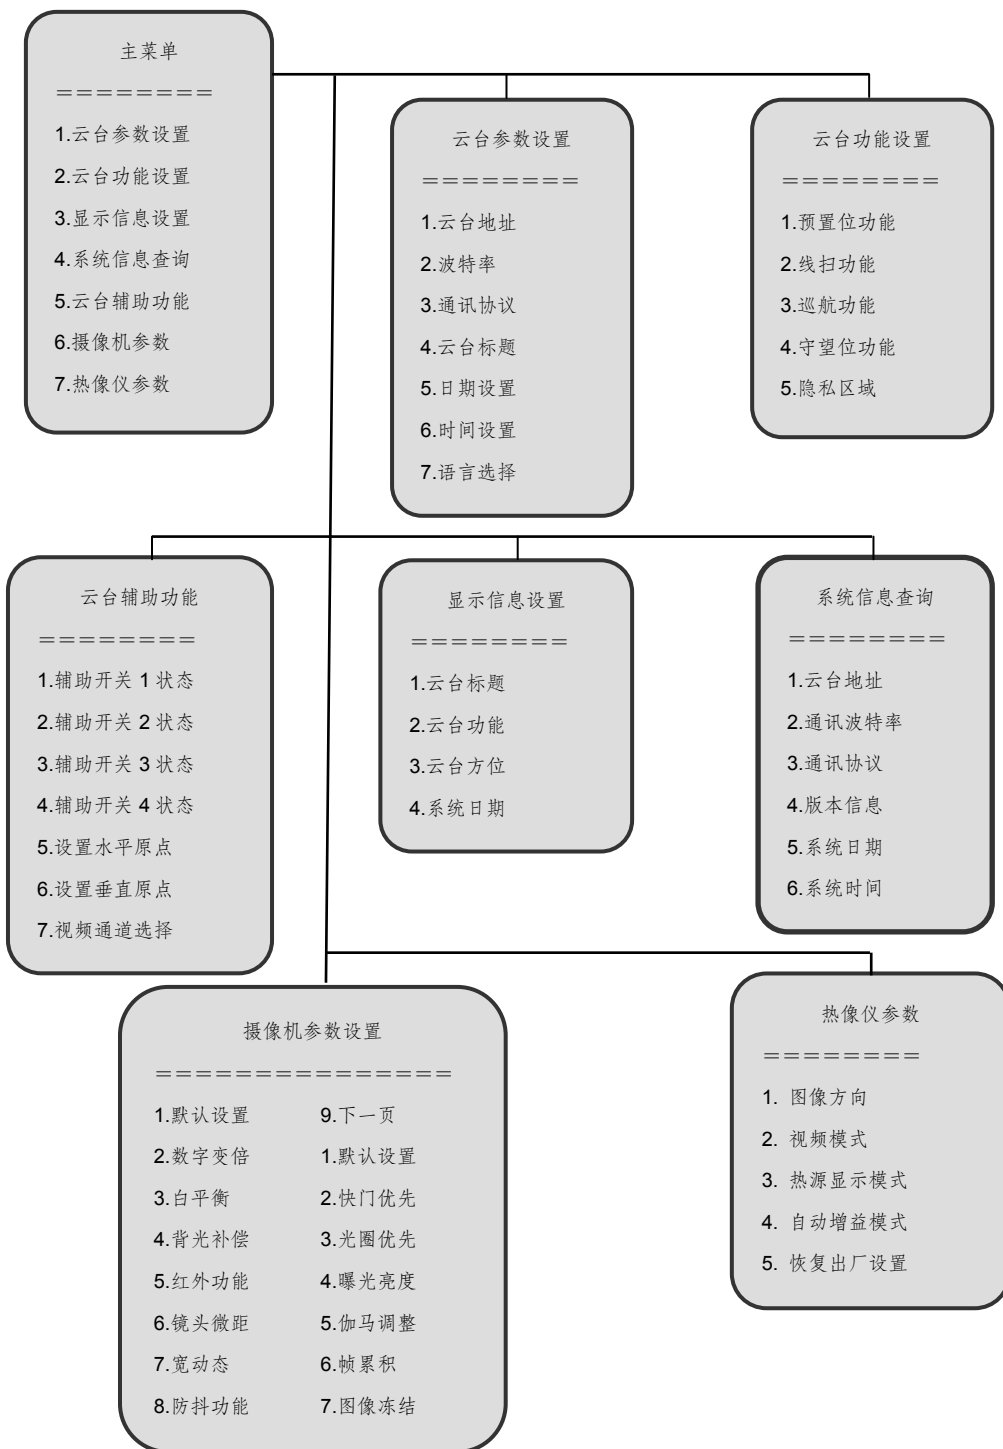 主菜单
========
1.云台参数设置
2.云台功能设置
3.显示信息设置
4.系统信息查询
5.云台辅助功能
6.摄像机参数
7.热像仪参数
云台参数设置
========
1.云台地址
2.波特率
3.通讯协议
4.云台标题
5.日期设置
6.时间设置
7.语言选择
云台功能设置
========
1.预置位功能
2.线扫功能
3.巡航功能
4.守望位功能
5.隐私区域
云台辅助功能
========
1.辅助开关 1 状态
2.辅助开关 2 状态
3.辅助开关 3 状态
4.辅助开关 4 状态
5.设置水平原点
6.设置垂直原点
7.视频通道选择
显示信息设置
========
1.云台标题
2.云台功能
3.云台方位
4.系统日期
系统信息查询
========
1.云台地址
2.通讯波特率
3.通讯协议
4.版本信息
5.系统日期
6.系统时间
摄像机参数设置
===============
1.默认设置
2.数字变倍
3.白平衡
4.背光补偿
5.红外功能
6.镜头微距
7.宽动态
8.防抖功能
9.下一页
1.默认设置
2.快门优先
3.光圈优先
4.曝光亮度
5.伽马调整
6.帧累积
7.图像冻结
热像仪参数
========
1. 图像方向
2. 视频模式
3. 热源显示模式
4. 自动增益模式
5. 恢复出厂设置